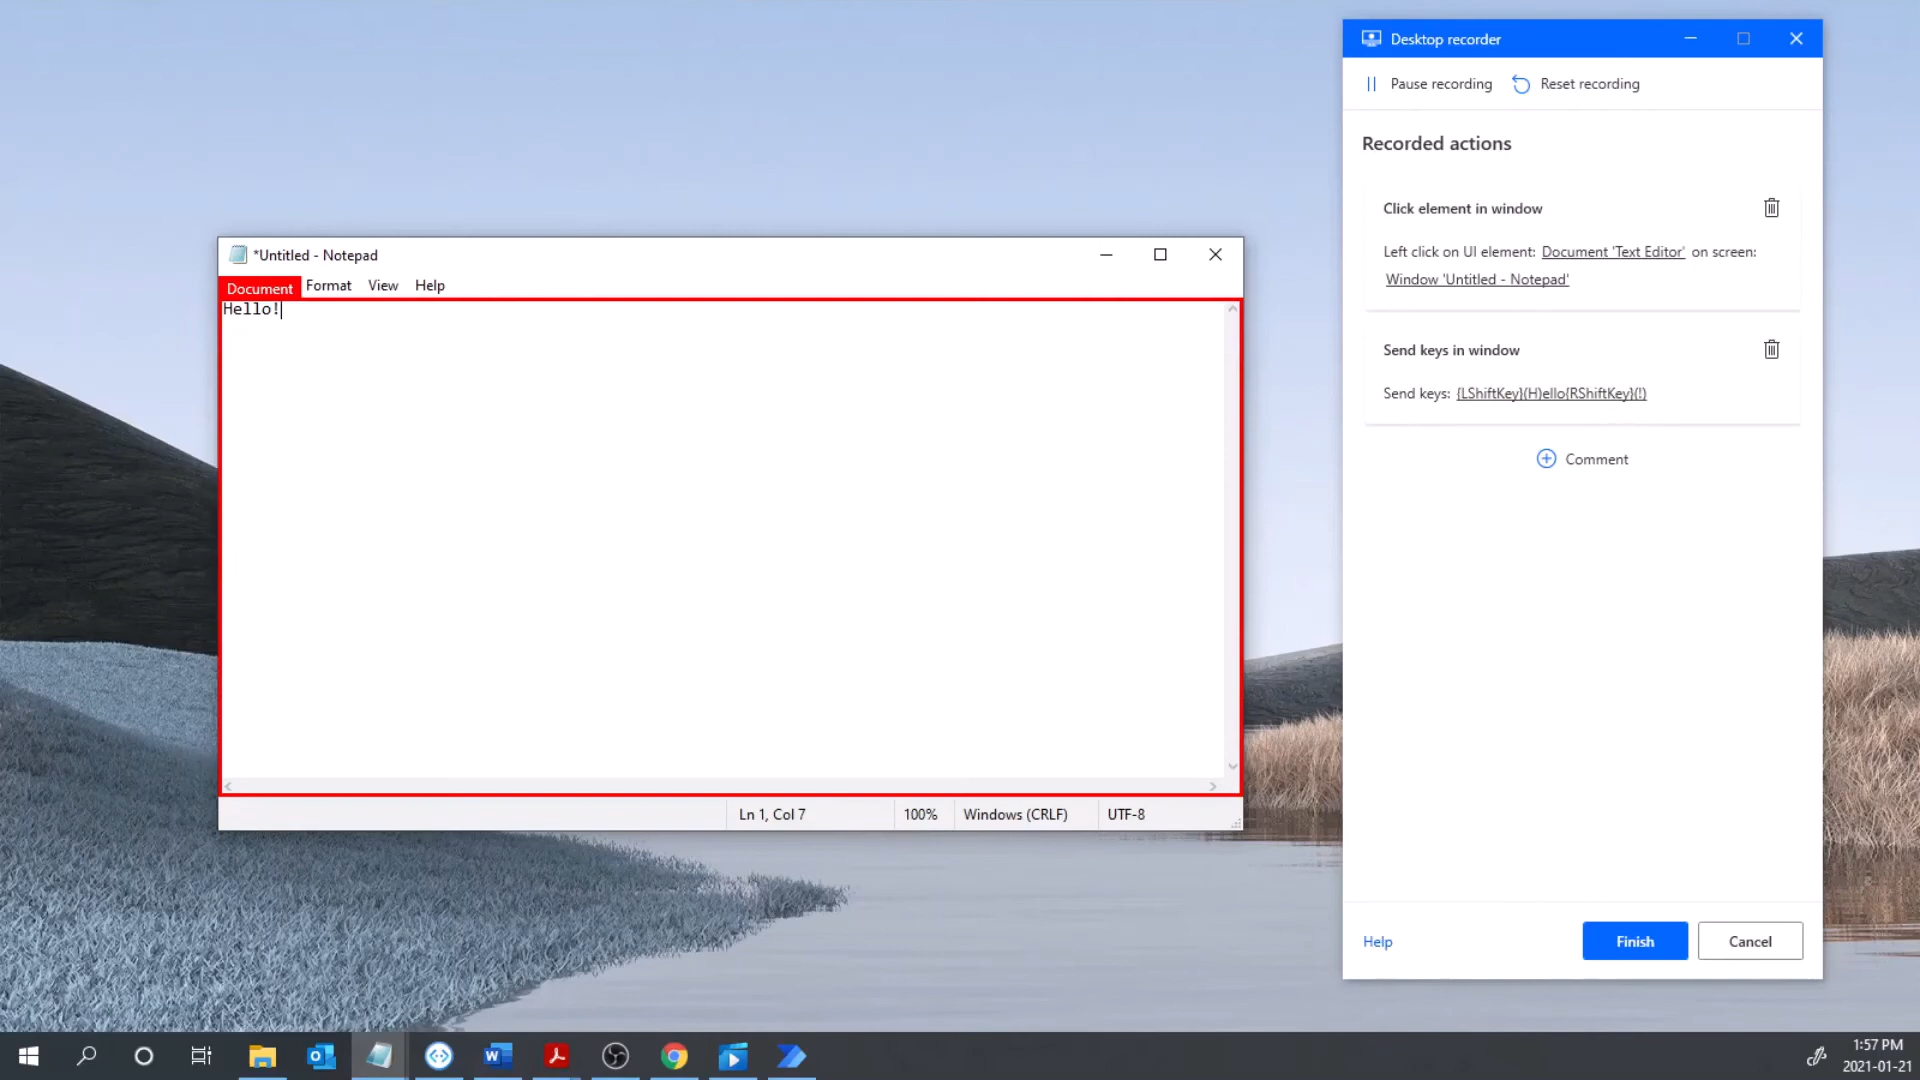 Desktop recorder
Pause recording Reset recording
Recorded actions
Click element in window
Left click on UI element: Document 'Text Editor' on screen:
Window 'Untitled - Notepad'
Send keys in window
Send keys: {LShiftKey}(H)ello{RShiftKey}(!)
Comment
Help Finish Cancel
*Untitled - Notepad
Document Format View Help
Hello!
Ln 1, Col 7 100% Windows (CRLF) UTF-8
1:57 PM
2021-01-21